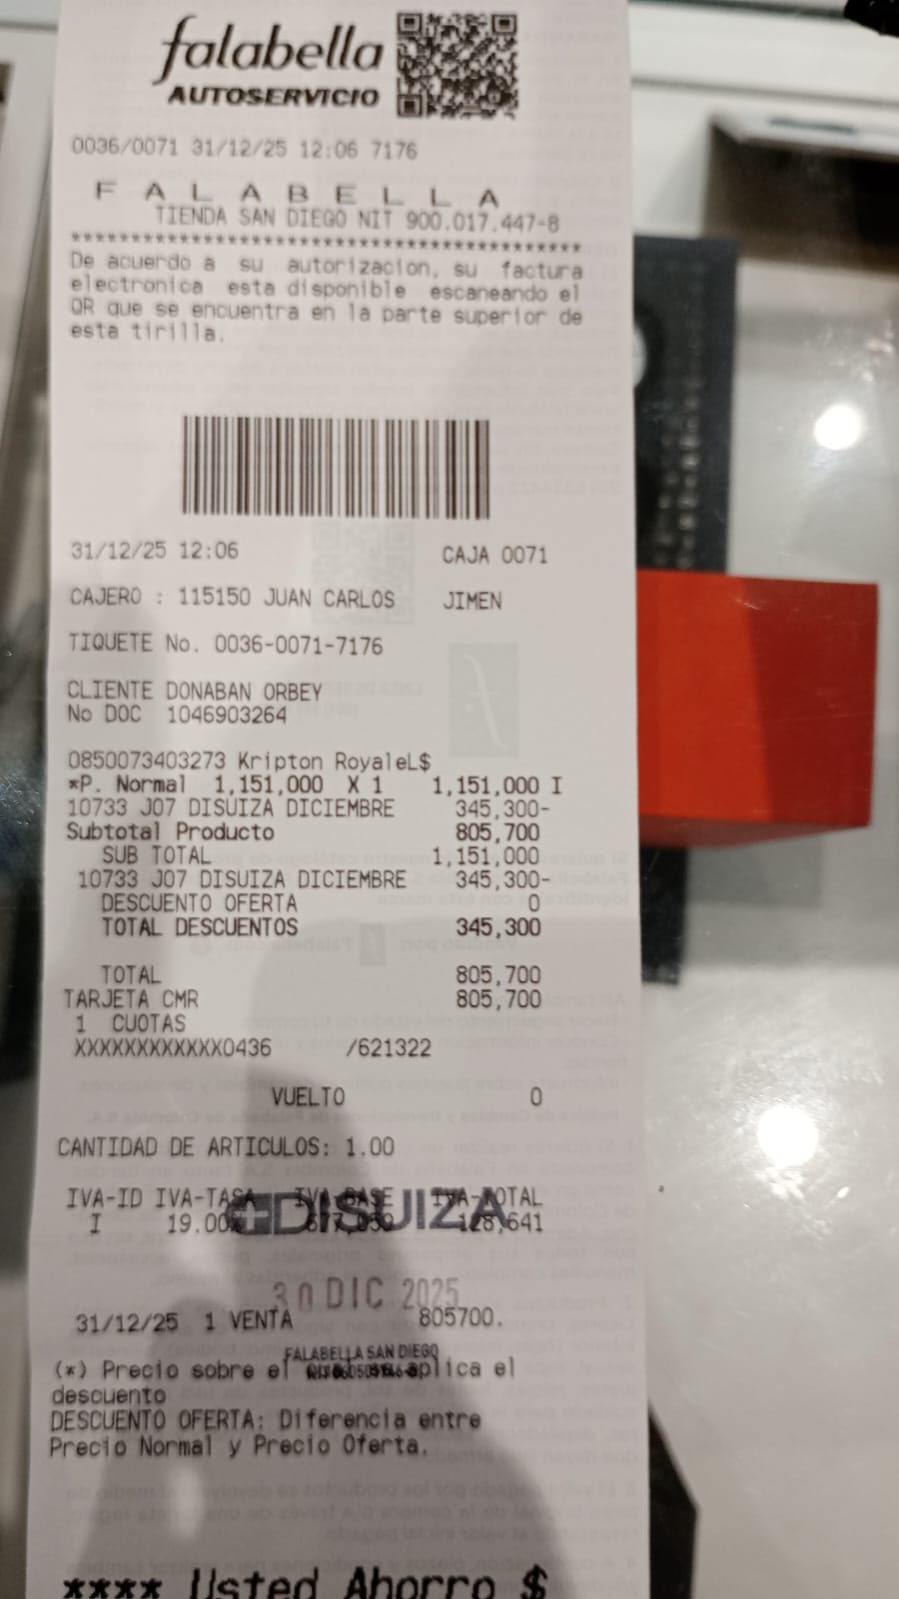 falabella
AUTOSERVICIO
0036/0071 31/12/25 12:06 7176
F A L A B E L L A
TIENDA SAN DIEGO NIT 900.017.447-8
******************************************
De acuerdo a su autorizacion, su factura
electronica esta disponible escaneando el
QR que se encuentra en la parte superior de
esta tirilla.
31/12/25 12:06 CAJA 0071
CAJERO : 115150 JUAN CARLOS JIMEN
TIQUETE No. 0036-0071-7176
CLIENTE DONABAN ORBEY
No DOC 1046903264
0850073403273 Kripton RoyaleL$
*P. Normal 1,151,000 X 1 1,151,000 I
10733 J07 DISUIZA DICIEMBRE 345,300-
Subtotal Producto 805,700
SUB TOTAL 1,151,000
10733 J07 DISUIZA DICIEMBRE 345,300-
DESCUENTO OFERTA 0
TOTAL DESCUENTOS 345,300
TOTAL 805,700
TARJETA CMR 805,700
1 CUOTAS
XXXXXXXXXXXX0436 /621322
VUELTO 0
CANTIDAD DE ARTICULOS: 1.00
IVA-ID IVA-TASA IVA-BASE IVA-TOTAL
I 19.00% 128,641
DISUIZA
30 DIC 2025
31/12/25 1 VENTA 805700.
FALABELLA SAN DIEGO
(*) Precio sobre el aplica el
descuento
DESCUENTO OFERTA: Diferencia entre
Precio Normal y Precio Oferta.
**** Usted Ahorro $